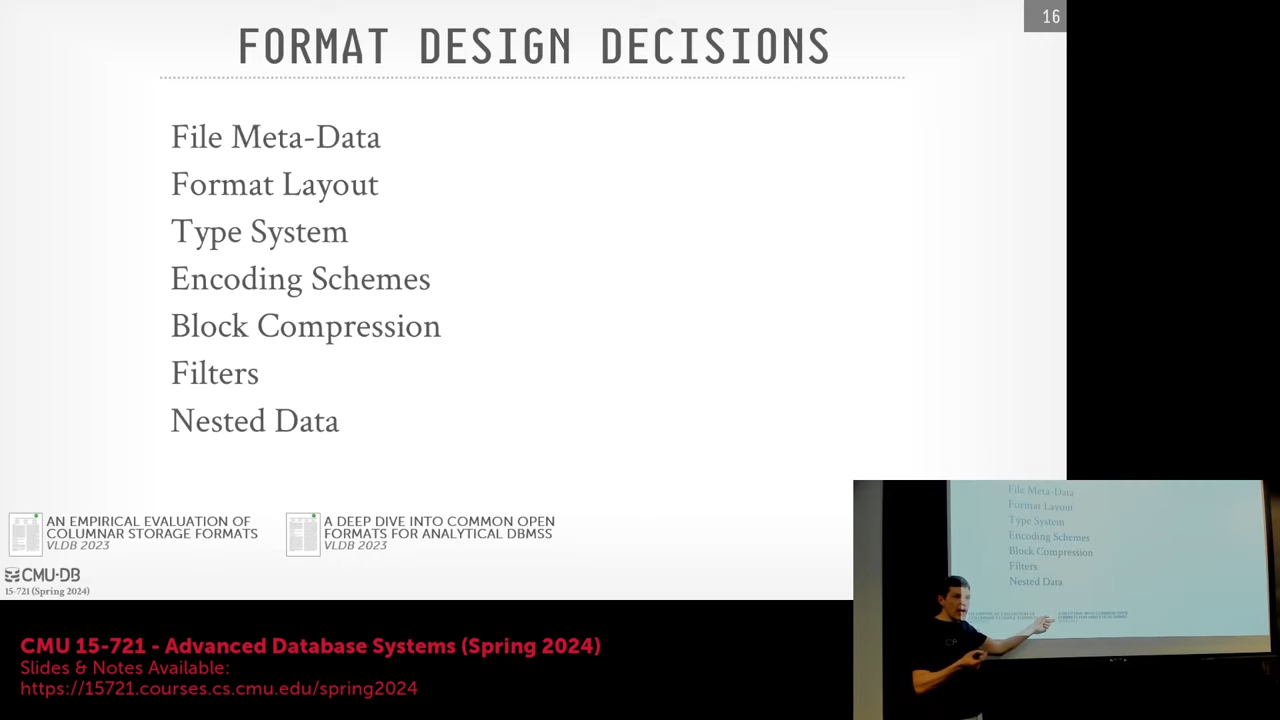 16
FORMAT DESIGN DECISIONS
File Meta-Data
Format Layout
Type System
Encoding Schemes
Block Compression
Filters
Nested Data
AN EMPIRICAL EVALUATION OF
COLUMNAR STORAGE FORMATS
VLDB 2023
A DEEP DIVE INTO COMMON OPEN
FORMATS FOR ANALYTICAL DBMSS
VLDB 2023
CMU·DB
15-721 (Spring 2024)
CMU 15-721 - Advanced Database Systems (Spring 2024)
Slides & Notes Available:
https://15721.courses.cs.cmu.edu/spring2024
File Meta-Data
Format Layout
Type System
Encoding Schemes
Block Compression
Filters
Nested Data